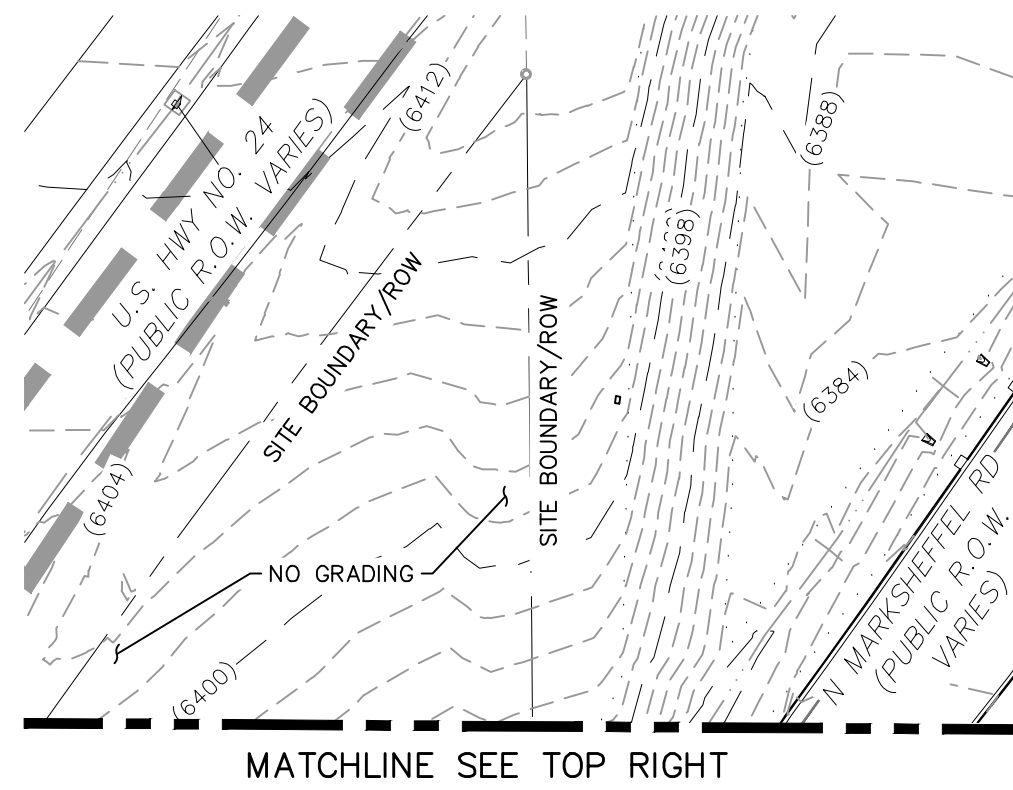 (6412)
(6388)
U.S. HWY NO. 24
(PUBLIC R.O.W. VARIES)
(6398)
SITE BOUNDARY/ROW
SITE BOUNDARY/ROW
(6384)
(6404)
NO GRADING
N MARKSHEFFEL RD
(PUBLIC R.O.W.
VARIES)
(6400)
MATCHLINE SEE TOP RIGHT